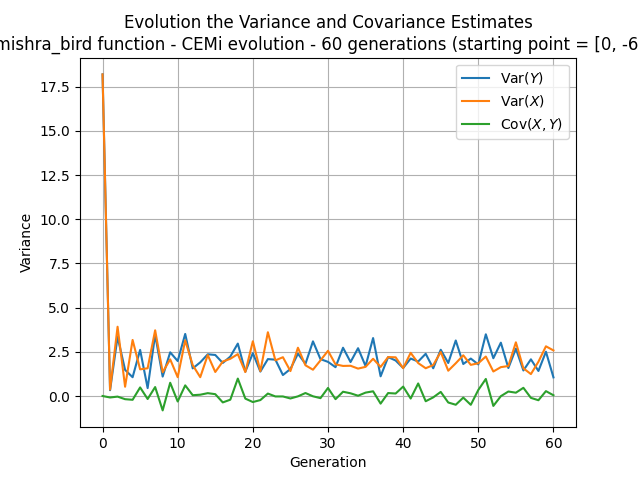 Evolution the Variance and Covariance Estimates
mishra_bird function - CEMi evolution - 60 generations (starting point = [0, -6
Var(Y)
Var(X)
Cov(X, Y)
17.5
15.0
12.5
10.0
7.5
5.0
2.5
0.0
Variance
0 10 20 30 40 50 60
Generation